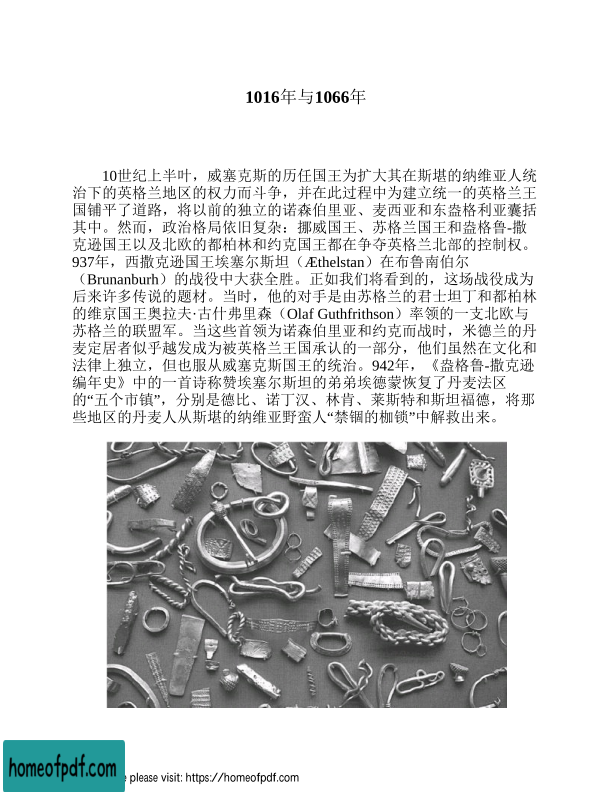 1016年与1066年
10世纪上半叶，威塞克斯的历任国王为扩大其在斯堪的纳维亚人统
治下的英格兰地区的权力而斗争，并在此过程中为建立统一的英格兰王
国铺平了道路，将以前的独立的诺森伯里亚、麦西亚和东盎格利亚囊括
其中。然而，政治格局依旧复杂：挪威国王、苏格兰国王和盎格鲁-撒
克逊国王以及北欧的都柏林和约克国王都在争夺英格兰北部的控制权。
937年，西撒克逊国王埃塞尔斯坦（Æthelstan）在布鲁南伯尔
（Brunanburh）的战役中大获全胜。正如我们将看到的，这场战役成为
后来许多传说的题材。当时，他的对手是由苏格兰的君士坦丁和都柏林
的维京国王奥拉夫·古什弗里森（Olaf Guthfrithson）率领的一支北欧与
苏格兰的联盟军。当这些首领为诺森伯里亚和约克而战时，米德兰的丹
麦定居者似乎越发成为被英格兰王国承认的一部分，他们虽然在文化和
法律上独立，但也服从威塞克斯国王的统治。942年，《盎格鲁-撒克逊
编年史》中的一首诗称赞埃塞尔斯坦的弟弟埃德蒙恢复了丹麦法区
的“五个市镇”，分别是德比、诺丁汉、林肯、莱斯特和斯坦福德，将那
些地区的丹麦人从斯堪的纳维亚野蛮人“禁锢的枷锁”中解救出来。
homeofpdf.com
please visit: https://homeofpdf.com